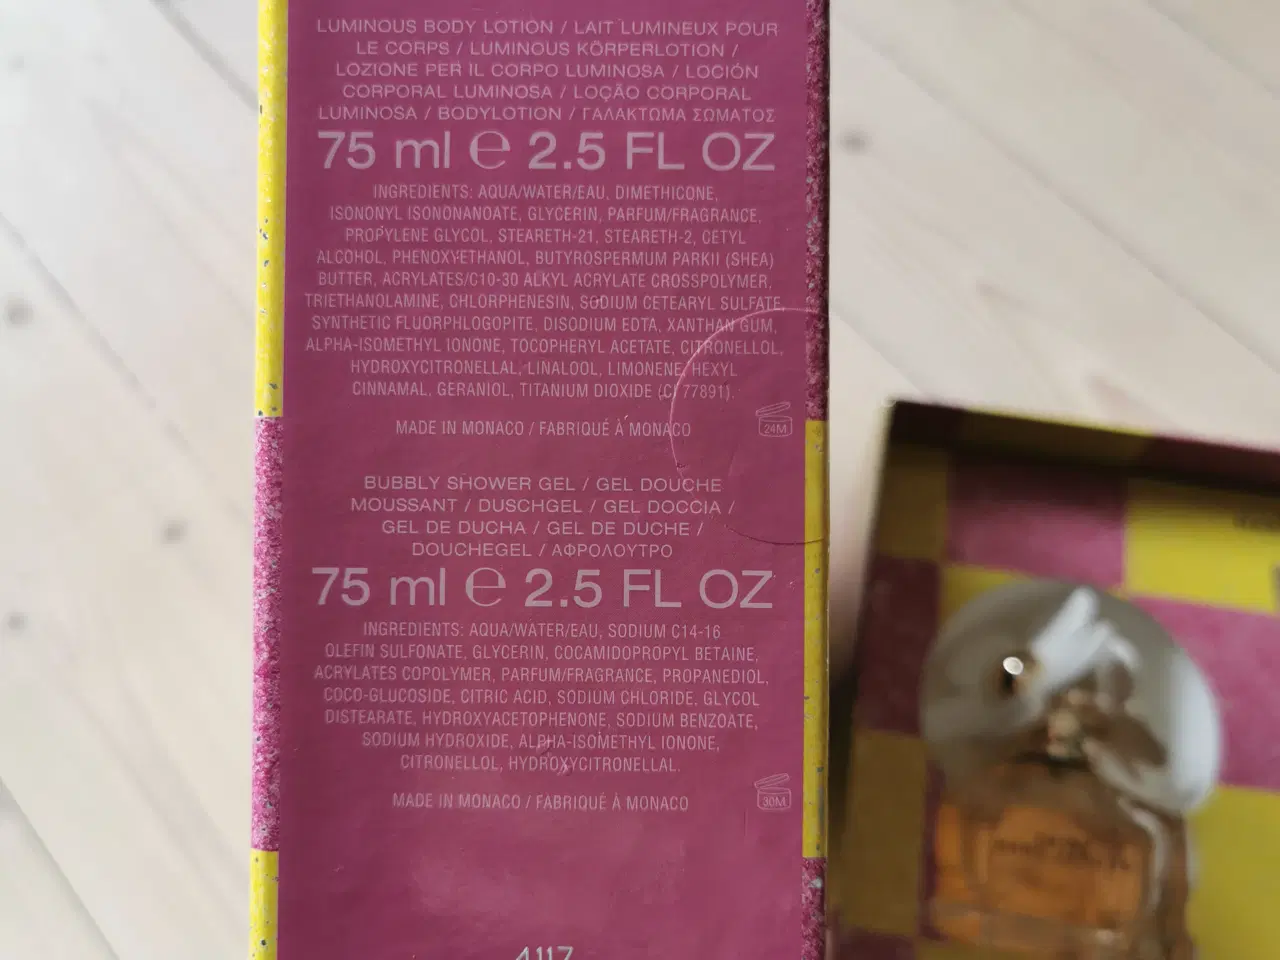 LUMINOUS BODY LOTION / LAIT LUMINEUX POUR
LE CORPS / LUMINOUS KÖRPERLOTION /
LOZIONE PER IL CORPO LUMINOSA / LOCIÓN
CORPORAL LUMINOSA / LOÇÃO CORPORAL
LUMINOSA / BODYLOTION / ΓΑΛΑΚΤΩΜΑ ΣΩΜΑΤΟΣ
75 ml e 2.5 FL OZ
INGREDIENTS: AQUA/WATER/EAU, DIMETHICONE,
ISONONYL ISONONANOATE, GLYCERIN, PARFUM/FRAGRANCE,
PROPYLENE GLYCOL, STEARETH-21, STEARETH-2, CETYL
ALCOHOL, PHENOXYETHANOL, BUTYROSPERMUM PARKII (SHEA)
BUTTER, ACRYLATES/C10-30 ALKYL ACRYLATE CROSSPOLYMER,
TRIETHANOLAMINE, CHLORPHENESIN, SODIUM CETEARYL SULFATE,
SYNTHETIC FLUORPHLOGOPITE, DISODIUM EDTA, XANTHAN GUM,
ALPHA-ISOMETHYL IONONE, TOCOPHERYL ACETATE, CITRONELLOL,
HYDROXYCITRONELLAL, LINALOOL, LIMONENE, HEXYL
CINNAMAL, GERANIOL, TITANIUM DIOXIDE (CI 77891).
MADE IN MONACO / FABRIQUÉ À MONACO
24M
BUBBLY SHOWER GEL / GEL DOUCHE
MOUSSANT / DUSCHGEL / GEL DOCCIA /
GEL DE DUCHA / GEL DE DUCHE /
DOUCHEGEL / ΑΦΡΟΛΟΥΤΡΟ
75 ml e 2.5 FL OZ
INGREDIENTS: AQUA/WATER/EAU, SODIUM C14-16
OLEFIN SULFONATE, GLYCERIN, COCAMIDOPROPYL BETAINE,
ACRYLATES COPOLYMER, PARFUM/FRAGRANCE, PROPANEDIOL,
COCO-GLUCOSIDE, CITRIC ACID, SODIUM CHLORIDE, GLYCOL
DISTEARATE, HYDROXYACETOPHENONE, SODIUM BENZOATE,
SODIUM HYDROXIDE, ALPHA-ISOMETHYL IONONE,
CITRONELLOL, HYDROXYCITRONELLAL.
MADE IN MONACO / FABRIQUÉ À MONACO
30M
4117